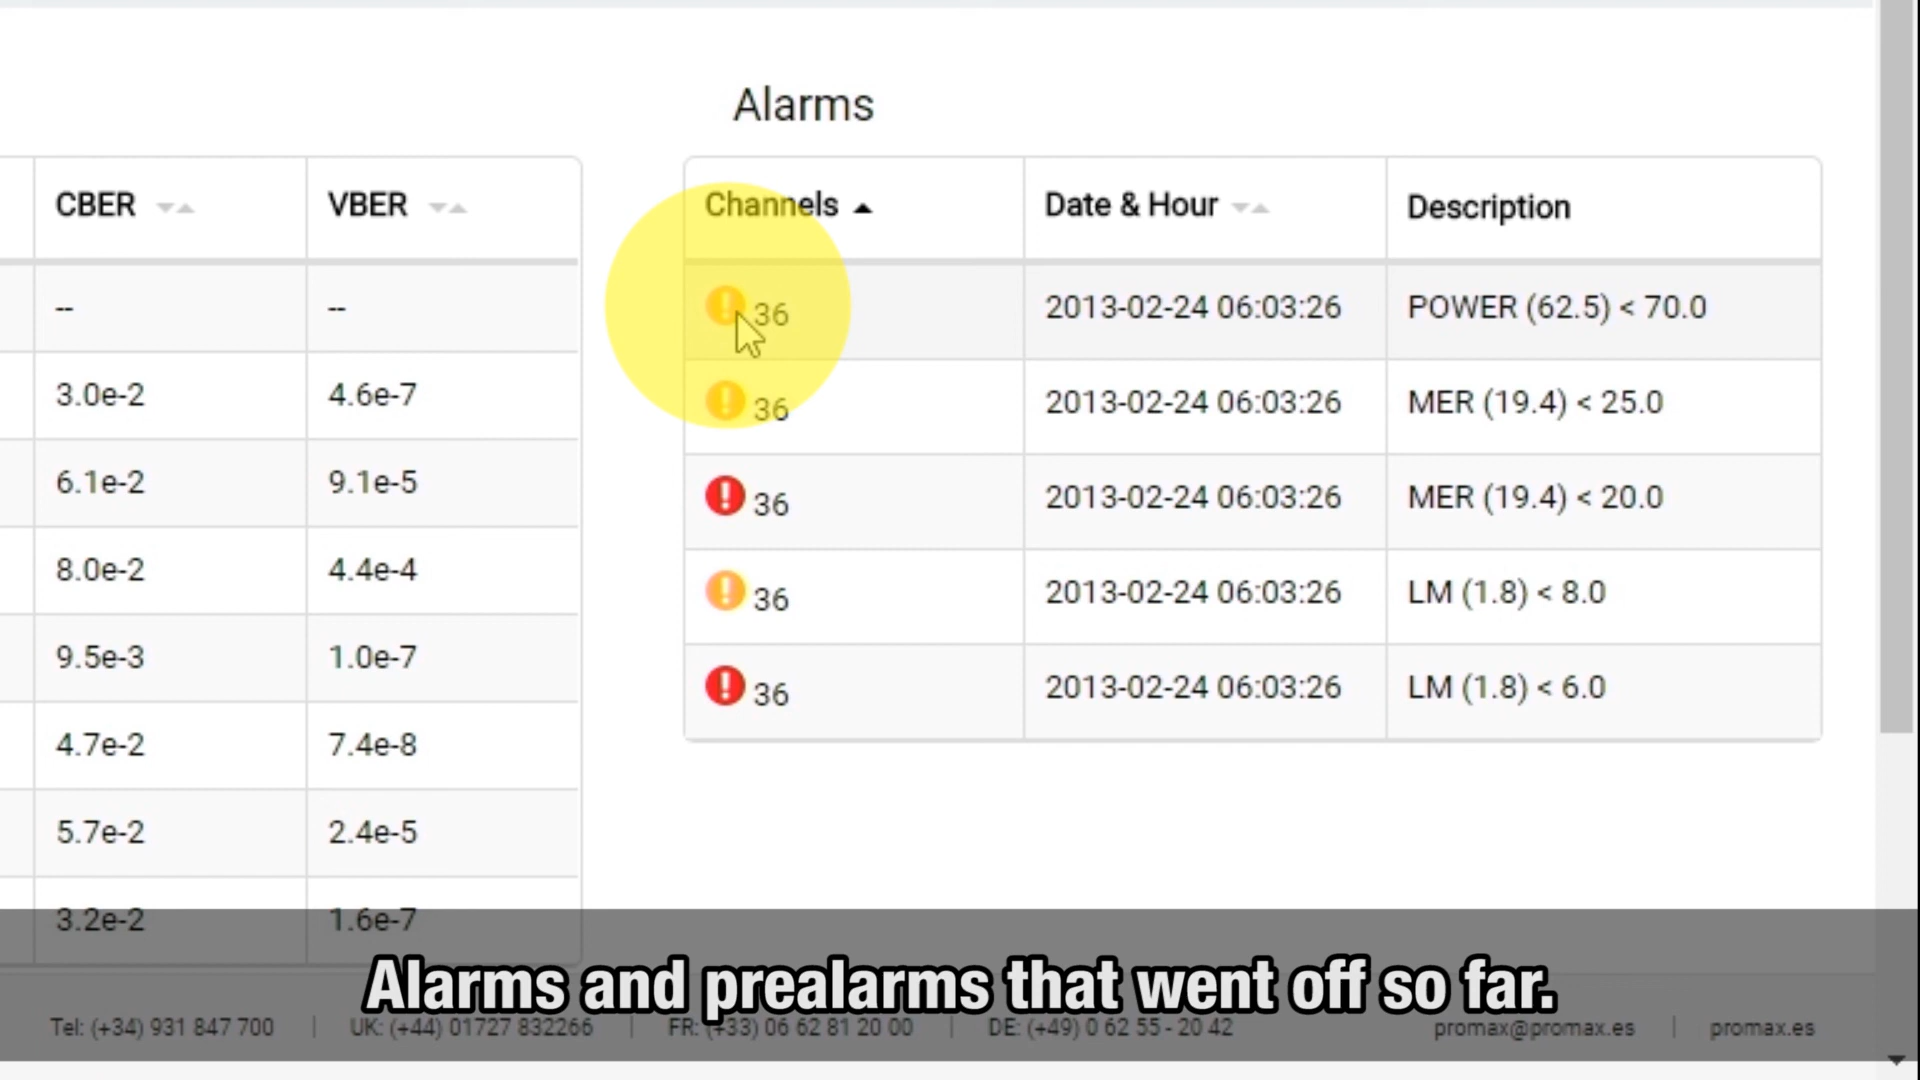 Alarms
CBER VBER
-- --
3.0e-2 4.6e-7
6.1e-2 9.1e-5
8.0e-2 4.4e-4
9.5e-3 1.0e-7
4.7e-2 7.4e-8
5.7e-2 2.4e-5
3.2e-2 1.6e-7
Channels Date & Hour Description
36 2013-02-24 06:03:26 POWER (62.5) < 70.0
36 2013-02-24 06:03:26 MER (19.4) < 25.0
36 2013-02-24 06:03:26 MER (19.4) < 20.0
36 2013-02-24 06:03:26 LM (1.8) < 8.0
36 2013-02-24 06:03:26 LM (1.8) < 6.0
Alarms and prealarms that went off so far.
Tel: (+34) 931 847 700 | UK: (+44) 01727 832266 | FR: (+33) 06 62 81 20 00 | DE: (+49) 0 62 55 - 20 42 promax@promax.es | promax.es